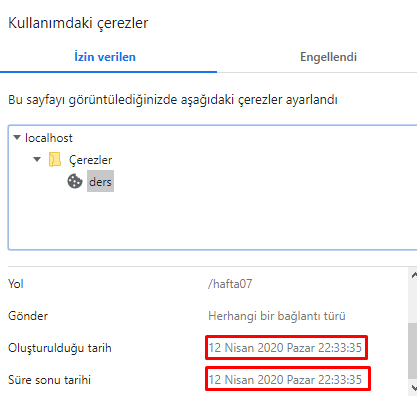 Kullanımdaki çerezler
İzin verilen Engellendi
Bu sayfayı görüntülediğinizde aşağıdaki çerezler ayarlandı
localhost
Çerezler
ders
Yol /hafta07
Gönder Herhangi bir bağlantı türü
Oluşturulduğu tarih 12 Nisan 2020 Pazar 22:33:35
Süre sonu tarihi 12 Nisan 2020 Pazar 22:33:35